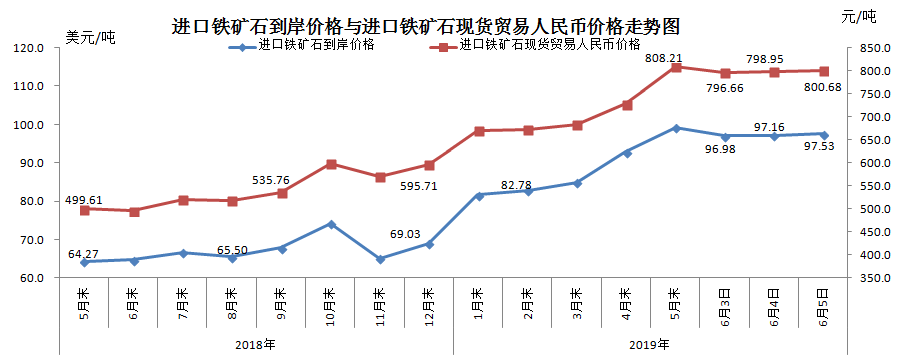 进口铁矿石到岸价格与进口铁矿石现货贸易人民币价格走势图
美元/吨
元/吨
进口铁矿石到岸价格
进口铁矿石现货贸易人民币价格
120.0
110.0
100.0
90.0
80.0
70.0
60.0
850.0
800.0
750.0
700.0
650.0
600.0
550.0
500.0
450.0
400.0
350.0
499.61
535.76
595.71
808.21
796.66
798.95
800.68
64.27
65.50
69.03
82.78
96.98
97.16
97.53
5月末
6月末
7月末
8月末
9月末
10月末
11月末
12月末
1月末
2月末
3月末
4月末
5月末
6月3日
6月4日
6月5日
2018年
2019年